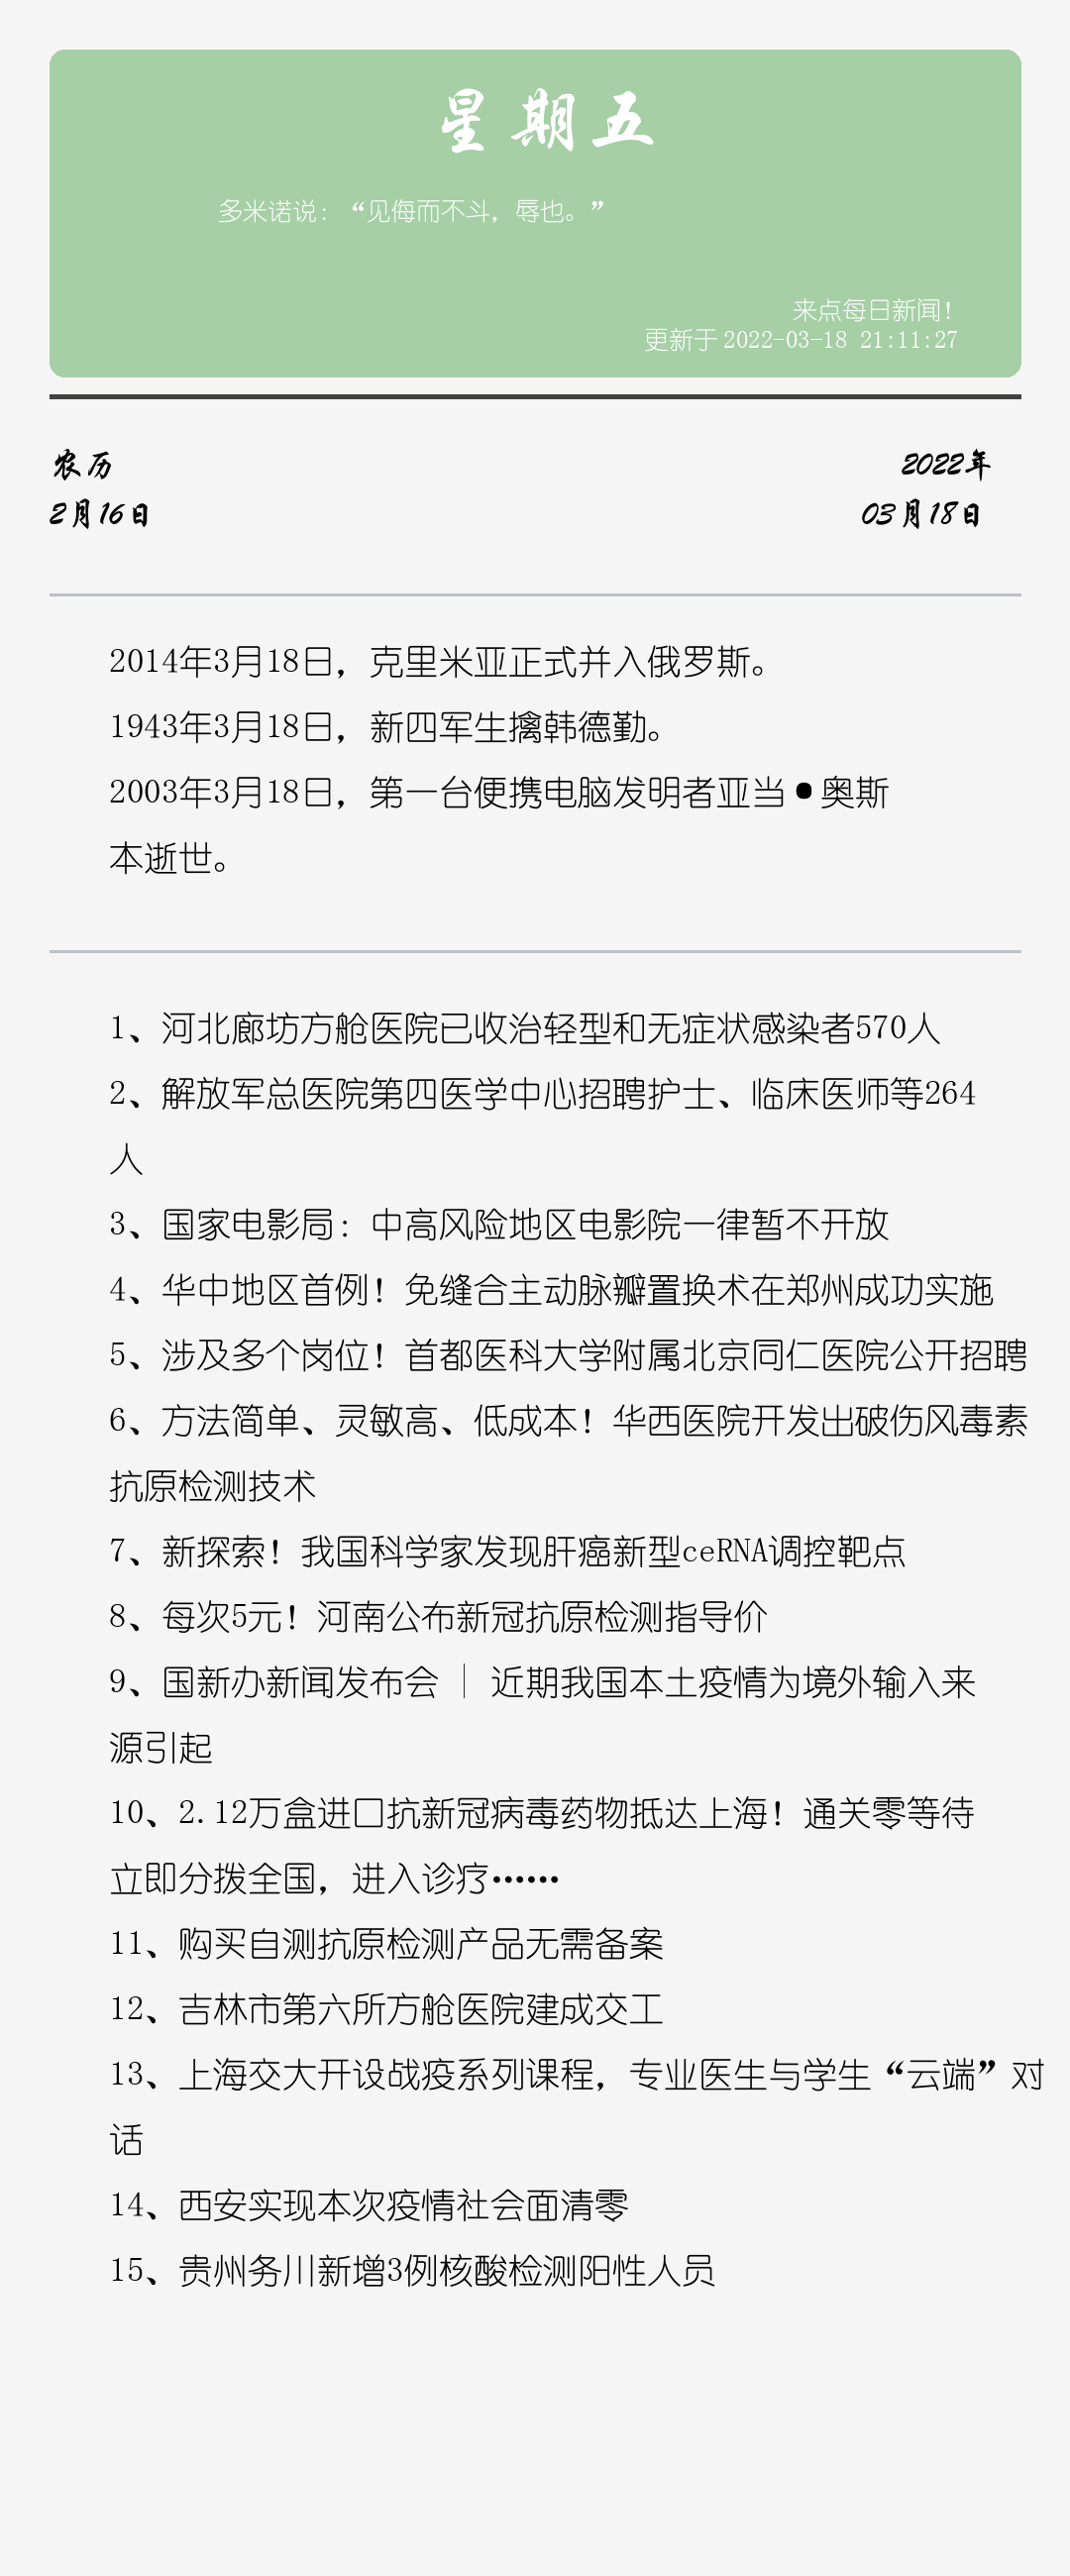 星期五
多米诺说：“见侮而不斗，辱也。”
来点每日新闻！
更新于 2022-03-18 21:11:27
农历
2022年
2月16日
03月18日
2014年3月18日，克里米亚正式并入俄罗斯。
1943年3月18日，新四军生擒韩德勤。
2003年3月18日，第一台便携电脑发明者亚当•奥斯
本逝世。
1、河北廊坊方舱医院已收治轻型和无症状感染者570人
2、解放军总医院第四医学中心招聘护士、临床医师等264
人
3、国家电影局：中高风险地区电影院一律暂不开放
4、华中地区首例！免缝合主动脉瓣置换术在郑州成功实施
5、涉及多个岗位！首都医科大学附属北京同仁医院公开招聘
6、方法简单、灵敏高、低成本！华西医院开发出破伤风毒素
抗原检测技术
7、新探索！我国科学家发现肝癌新型ceRNA调控靶点
8、每次5元！河南公布新冠抗原检测指导价
9、国新办新闻发布会｜近期我国本土疫情为境外输入来
源引起
10、2.12万盒进口抗新冠病毒药物抵达上海！通关零等待
立即分拨全国，进入诊疗……
11、购买自测抗原检测产品无需备案
12、吉林市第六所方舱医院建成交工
13、上海交大开设战疫系列课程，专业医生与学生“云端”对
话
14、西安实现本次疫情社会面清零
15、贵州务川新增3例核酸检测阳性人员